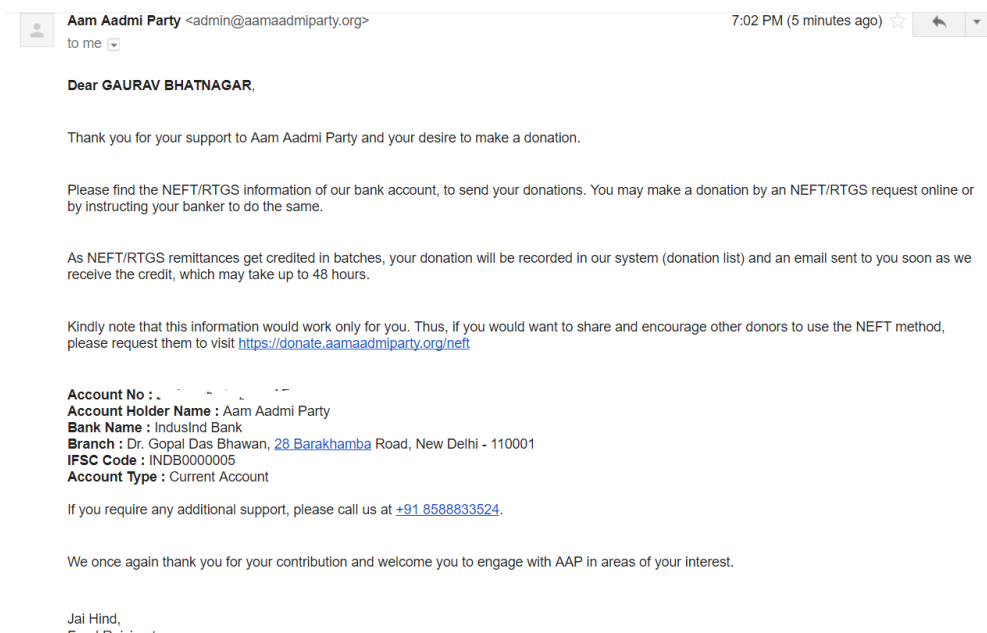 Aam Aadmi Party <admin@aamaadmiparty.org> 7:02 PM (5 minutes ago)
to me
Dear GAURAV BHATNAGAR,
Thank you for your support to Aam Aadmi Party and your desire to make a donation.
Please find the NEFT/RTGS information of our bank account, to send your donations. You may make a donation by an NEFT/RTGS request online or
by instructing your banker to do the same.
As NEFT/RTGS remittances get credited in batches, your donation will be recorded in our system (donation list) and an email sent to you soon as we
receive the credit, which may take up to 48 hours.
Kindly note that this information would work only for you. Thus, if you would want to share and encourage other donors to use the NEFT method,
please request them to visit https://donate.aamaadmiparty.org/neft
Account No :
Account Holder Name : Aam Aadmi Party
Bank Name : IndusInd Bank
Branch : Dr. Gopal Das Bhawan, 28 Barakhamba Road, New Delhi - 110001
IFSC Code : INDB0000005
Account Type : Current Account
If you require any additional support, please call us at +91 8588833524.
We once again thank you for your contribution and welcome you to engage with AAP in areas of your interest.
Jai Hind,